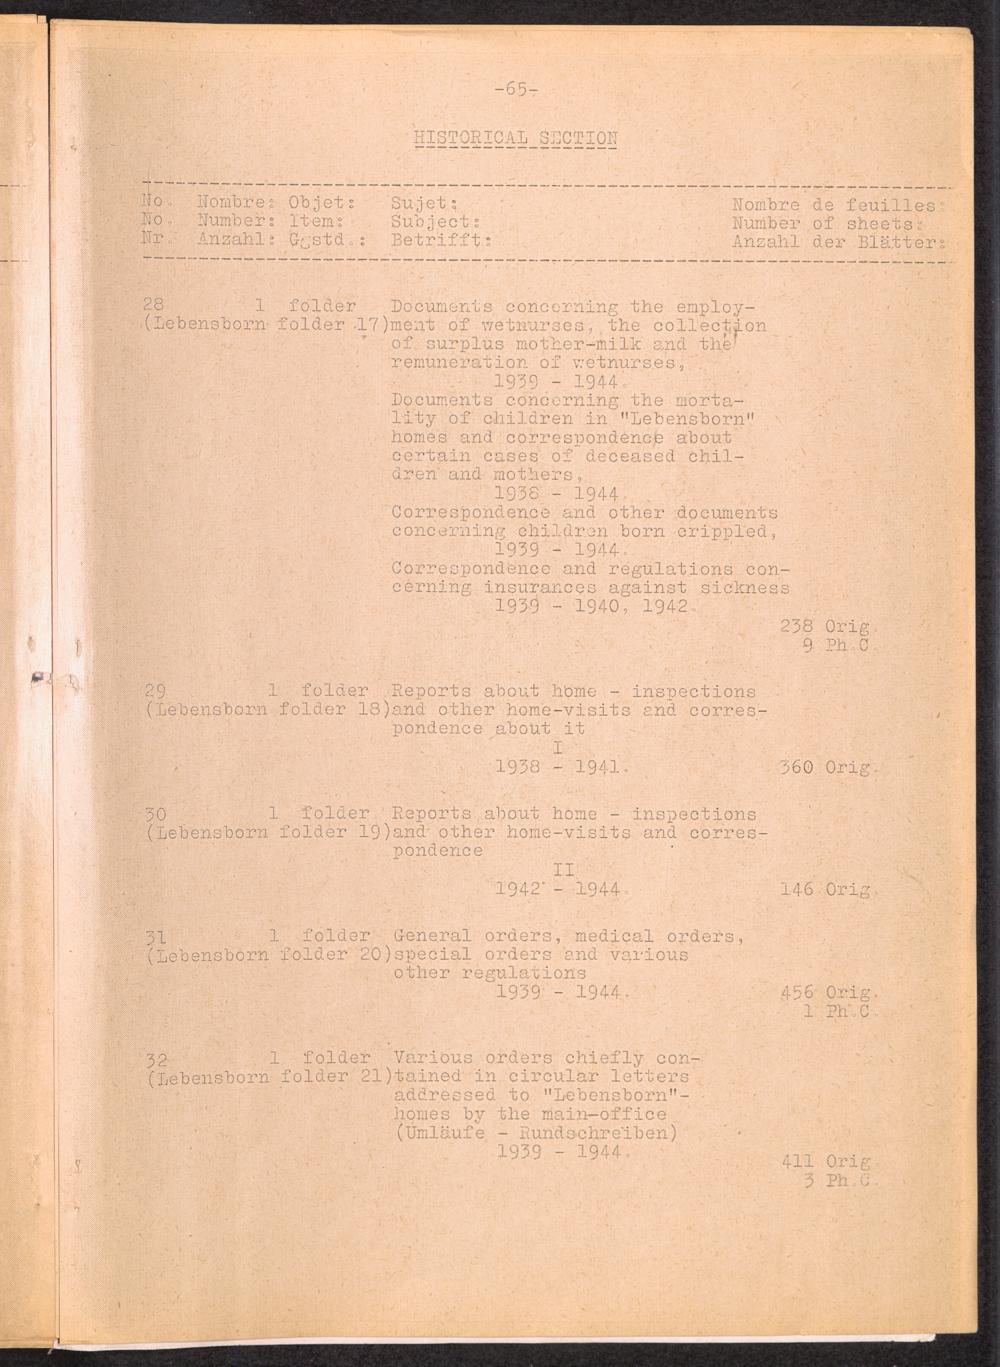 -65-
HISTORICAL SECTION
No. Nombre: Objet: Sujet: Nombre de feuilles:
No. Number: Item: Subject: Number of sheets:
Nr. Anzahl: Ggstd.: Betrifft: Anzahl der Blätter:
28 1 folder Documents concerning the employ-
(Lebensborn folder 17)ment of wetnurses, the collection
of surplus mother-milk and the
remuneration of wetnurses,
1939 - 1944.
Documents concerning the morta-
lity of children in "Lebensborn"
homes and correspondence about
certain cases of deceased chil-
dren and mothers,
1938 - 1944.
Correspondence and other documents
concerning children born crippled,
1939 - 1944.
Correspondence and regulations con-
cerning insurances against sickness
1939 - 1940, 1942.
238 Orig.
9 Ph.C.
29 1 folder Reports about home - inspections
(Lebensborn folder 18)and other home-visits and corres-
pondence about it
I
1938 - 1941. 360 Orig.
30 1 folder Reports about home - inspections
(Lebensborn folder 19)and other home-visits and corres-
pondence
II
1942 - 1944. 146 Orig.
31 1 folder General orders, medical orders,
(Lebensborn folder 20)special orders and various
other regulations
1939 - 1944. 456 Orig.
1 Ph.C.
32 1 folder Various orders chiefly con-
(Lebensborn folder 21)tained in circular letters
addressed to "Lebensborn"-
homes by the main-office
(Umläufe - Rundschreiben)
1939 - 1944.
411 Orig.
3 Ph.C.